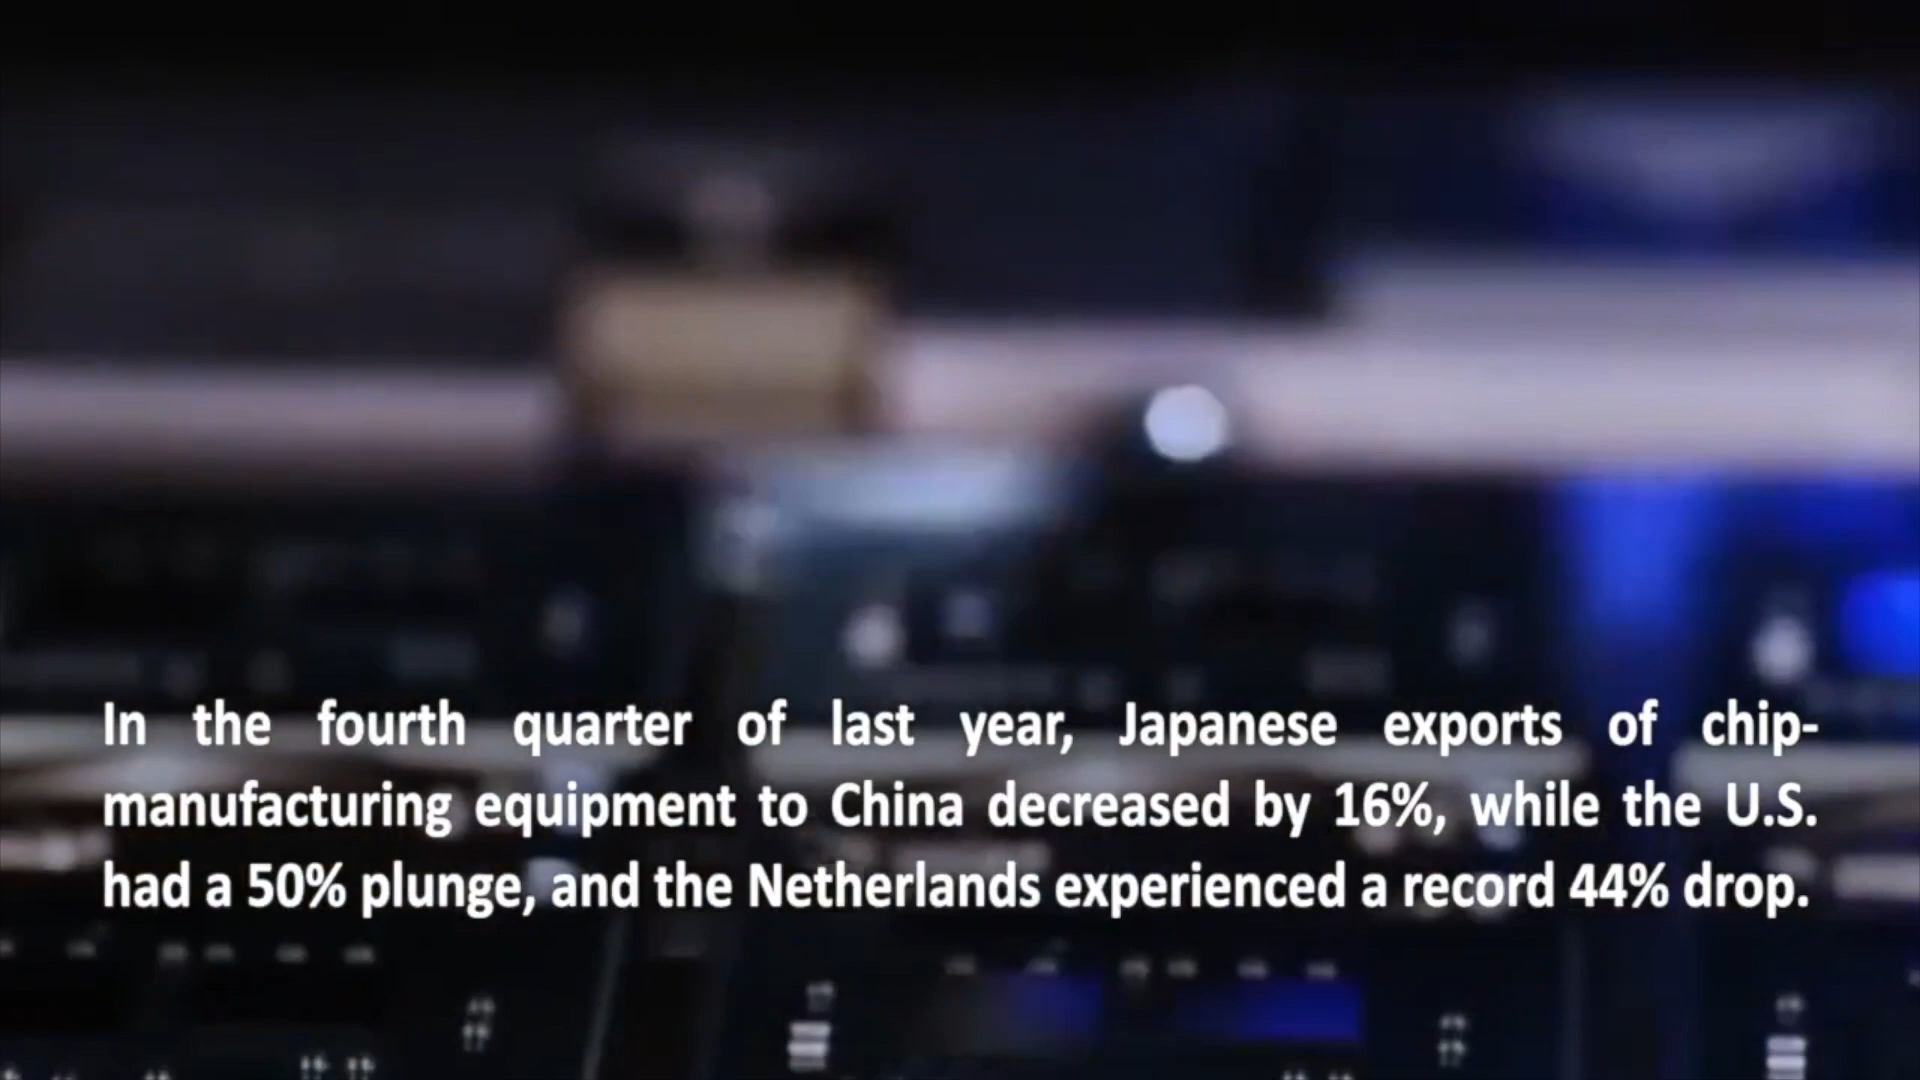 In the fourth quarter of last year, Japanese exports of chip-
manufacturing equipment to China decreased by 16%, while the U.S.
had a 50% plunge, and the Netherlands experienced a record 44% drop.